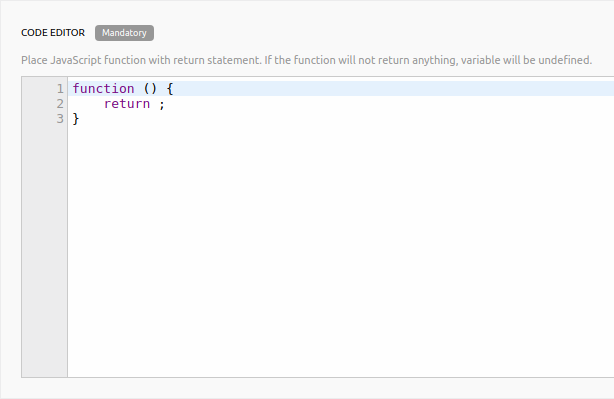 CODE EDITOR Mandatory
Place JavaScript function with return statement. If the function will not return anything, variable will be undefined.
1 function () {
2     return ;
3 }